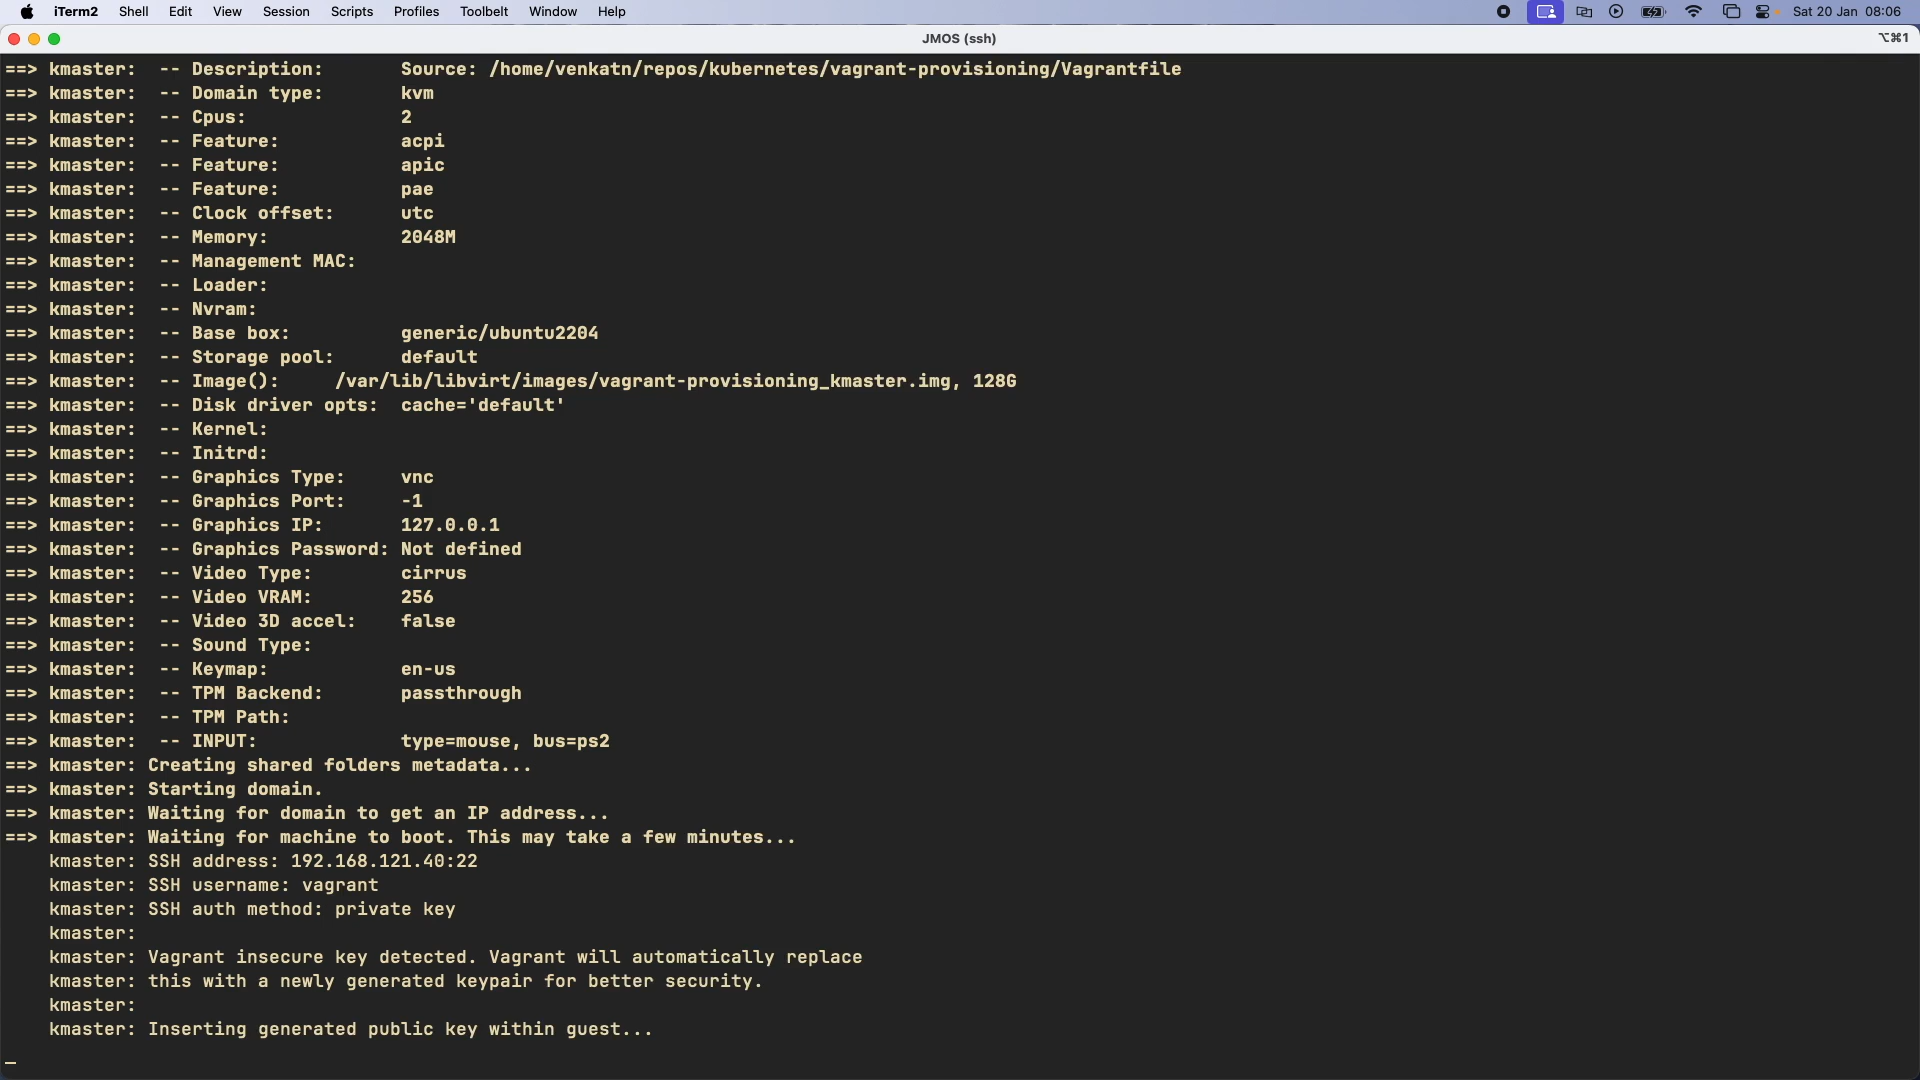 iTerm2 Shell Edit View Session Scripts Profiles Toolbelt Window Help Sat 20 Jan 08:06
JMOS (ssh) ⌥⌘1
==> kmaster:  -- Description:       Source: /home/venkatn/repos/kubernetes/vagrant-provisioning/Vagrantfile
==> kmaster:  -- Domain type:       kvm
==> kmaster:  -- Cpus:              2
==> kmaster:  -- Feature:           acpi
==> kmaster:  -- Feature:           apic
==> kmaster:  -- Feature:           pae
==> kmaster:  -- Clock offset:      utc
==> kmaster:  -- Memory:            2048M
==> kmaster:  -- Management MAC:
==> kmaster:  -- Loader:
==> kmaster:  -- Nvram:
==> kmaster:  -- Base box:          generic/ubuntu2204
==> kmaster:  -- Storage pool:      default
==> kmaster:  -- Image():     /var/lib/libvirt/images/vagrant-provisioning_kmaster.img, 128G
==> kmaster:  -- Disk driver opts:  cache='default'
==> kmaster:  -- Kernel:
==> kmaster:  -- Initrd:
==> kmaster:  -- Graphics Type:     vnc
==> kmaster:  -- Graphics Port:     -1
==> kmaster:  -- Graphics IP:       127.0.0.1
==> kmaster:  -- Graphics Password: Not defined
==> kmaster:  -- Video Type:        cirrus
==> kmaster:  -- Video VRAM:        256
==> kmaster:  -- Video 3D accel:    false
==> kmaster:  -- Sound Type:
==> kmaster:  -- Keymap:            en-us
==> kmaster:  -- TPM Backend:       passthrough
==> kmaster:  -- TPM Path:
==> kmaster:  -- INPUT:             type=mouse, bus=ps2
==> kmaster: Creating shared folders metadata...
==> kmaster: Starting domain.
==> kmaster: Waiting for domain to get an IP address...
==> kmaster: Waiting for machine to boot. This may take a few minutes...
    kmaster: SSH address: 192.168.121.40:22
    kmaster: SSH username: vagrant
    kmaster: SSH auth method: private key
    kmaster:
    kmaster: Vagrant insecure key detected. Vagrant will automatically replace
    kmaster: this with a newly generated keypair for better security.
    kmaster:
    kmaster: Inserting generated public key within guest...